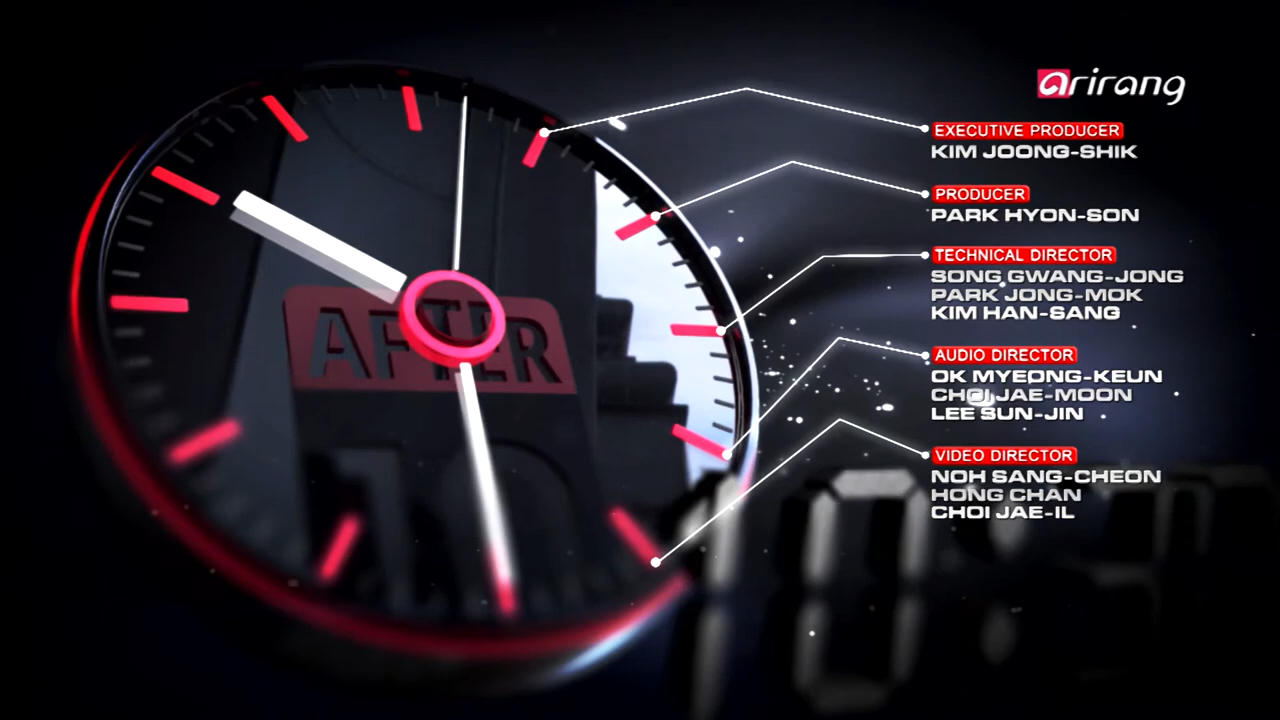 arirang
EXECUTIVE PRODUCER
KIM JOONG-SHIK
PRODUCER
PARK HYON-SON
TECHNICAL DIRECTOR
SONG GWANG-JONG
PARK JONG-MOK
KIM HAN-SANG
AUDIO DIRECTOR
OK MYEONG-KEUN
CHOI JAE-MOON
LEE SUN-JIN
VIDEO DIRECTOR
NOH SANG-CHEON
HONG CHAN
CHOI JAE-IL
AFTER
10